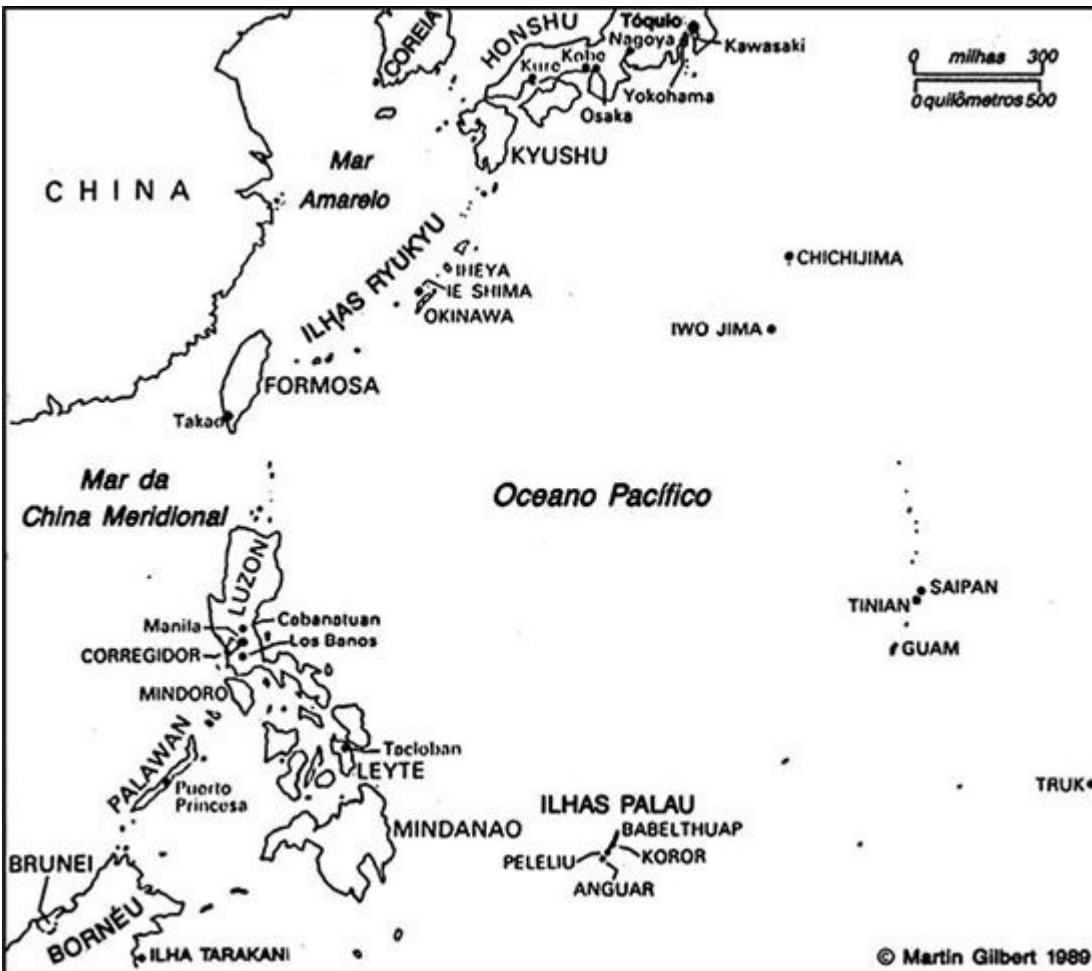 HONSHU
Tóquio
Nagoya
Kawasaki
COREIA
Kobe
Kure
Yokohama
Osaka
0 milhas 300
0 quilômetros 500
KYUSHU
CHINA
Mar
Amarelo
ILHAS RYUKYU
IHEYA
IE SHIMA
OKINAWA
CHICHIJIMA
IWO JIMA
FORMOSA
Takao
Mar da
China Meridional
Oceano Pacífico
LUZON
Cabanatuan
Manila
Los Banos
CORREGIDOR
MINDORO
SAIPAN
TINIAN
GUAM
PALAWAN
Puerto
Princesa
Tacloban
LEYTE
MINDANAO
TRUK
ILHAS PALAU
BABELTHUAP
PELELIU
KOROR
ANGUAR
BRUNEI
BORNÉU
ILHA TARAKANI
© Martin Gilbert 1989